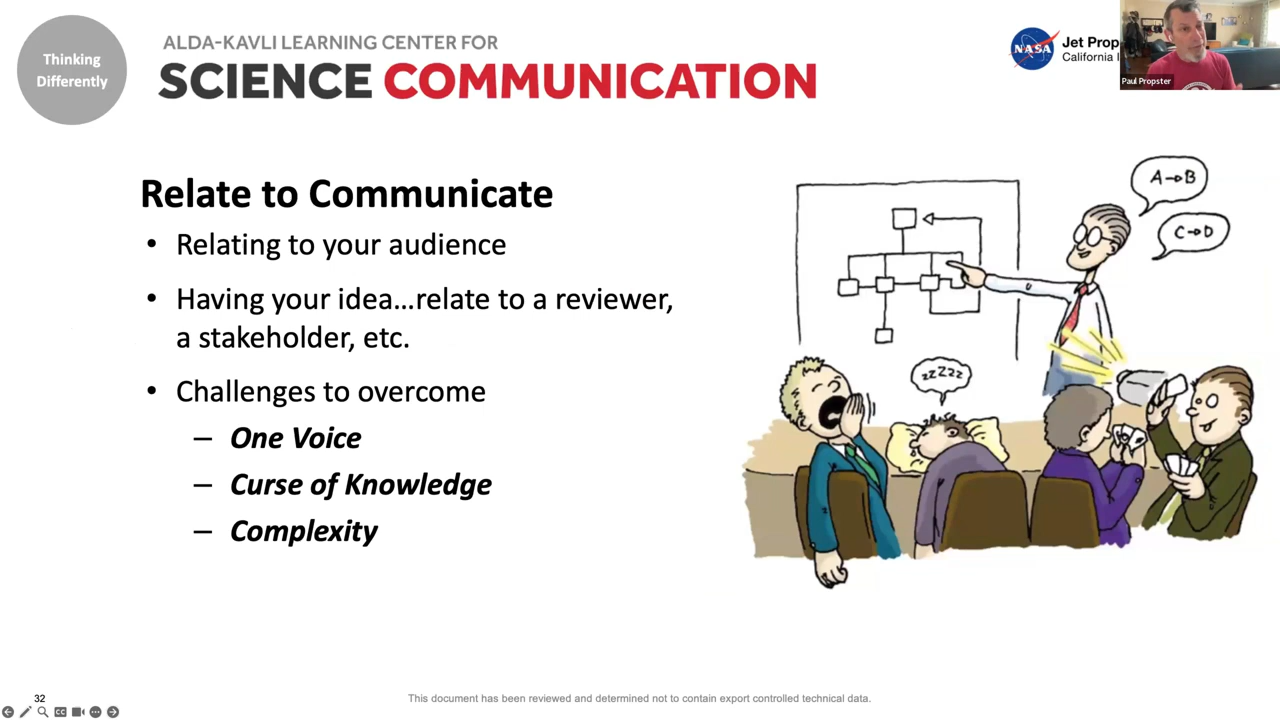 Thinking
Differently
ALDA-KAVLI LEARNING CENTER FOR
SCIENCE COMMUNICATION
NASA
Jet Prop
California I
Paul Propster
Relate to Communicate
• Relating to your audience
• Having your idea...relate to a reviewer,
a stakeholder, etc.
• Challenges to overcome
– One Voice
– Curse of Knowledge
– Complexity
A→B
C→D
zzZzz
32
This document has been reviewed and determined not to contain export controlled technical data.
CC